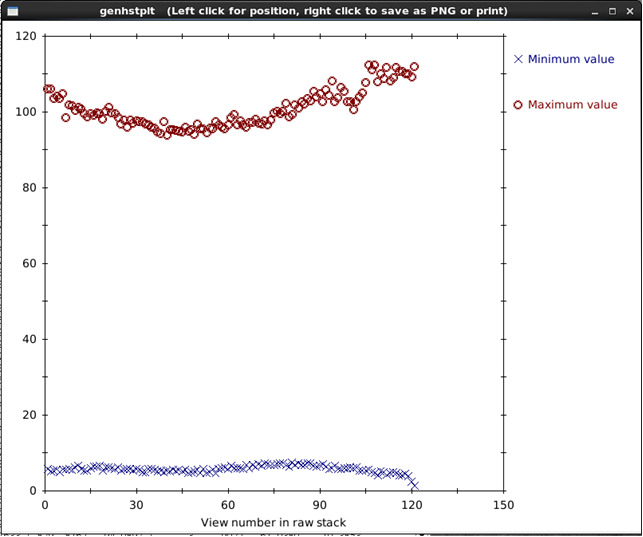 genhstplt (Left click for position, right click to save as PNG or print)
120
100
80
60
40
20
0
Minimum value
Maximum value
0 30 60 90 120 150
View number in raw stack